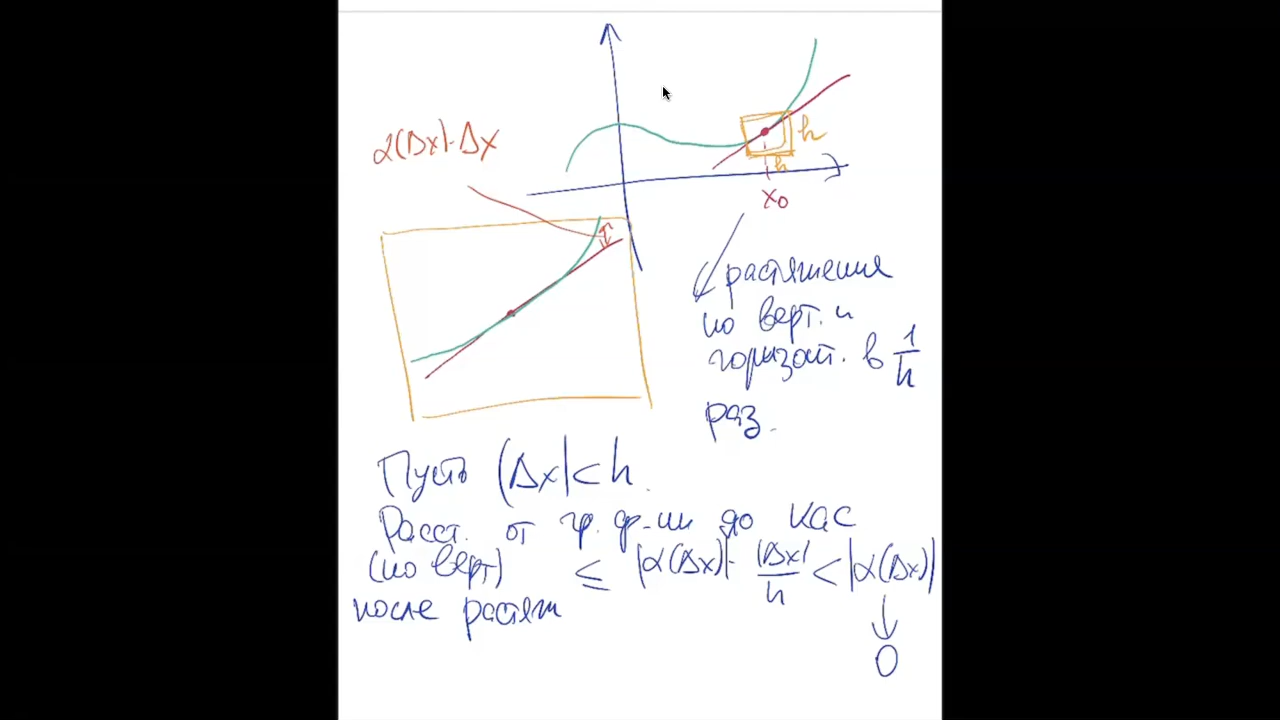 α(Δx)·Δx
h
h
x₀
растяжения
по верт. и
горизонт. в 1/h
раз.
Пусть |Δx|<h.
Расст. от гр. ф-ии до кас
(по верт) ≤ |α(Δx)|· |Δx|/h < |α(Δx)|
после растяж
↓
0